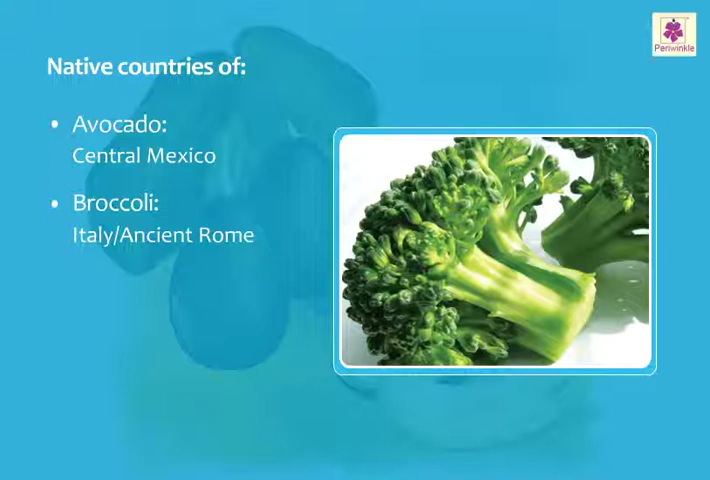 Periwinkle
Native countries of:
• Avocado:
Central Mexico
• Broccoli:
Italy/Ancient Rome